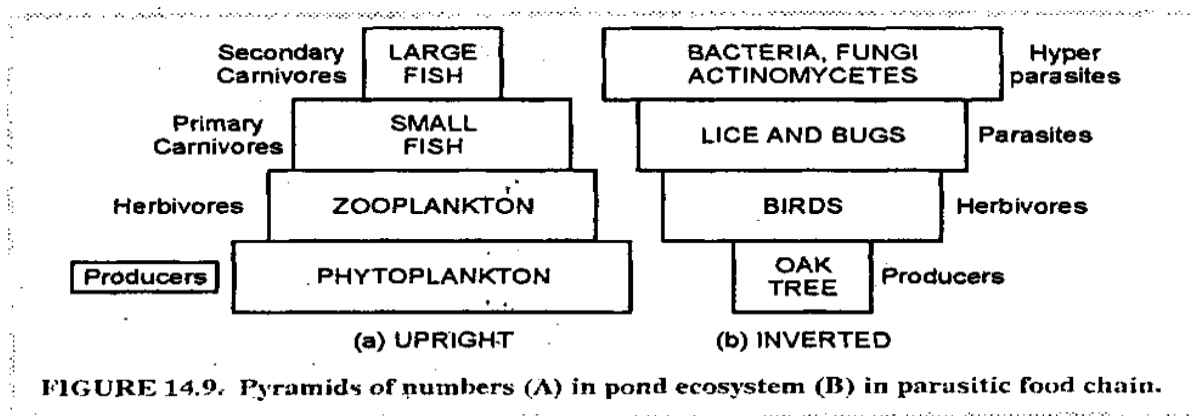 Secondary
Carnivores
LARGE
FISH
Primary
Carnivores
SMALL
FISH
Herbivores
ZOOPLANKTON
Producers
PHYTOPLANKTON
(a) UPRIGHT
BACTERIA, FUNGI
ACTINOMYCETES
Hyper
parasites
LICE AND BUGS
Parasites
BIRDS
Herbivores
OAK
TREE
Producers
(b) INVERTED
FIGURE 14.9. Pyramids of numbers (A) in pond ecosystem (B) in parasitic food chain.